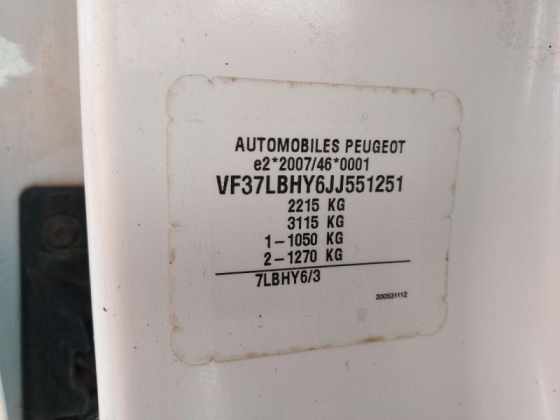 AUTOMOBILES PEUGEOT
e2*2007/46*0001
VF37LBHY6JJ551251
2215 KG
3115 KG
1-1050 KG
2-1270 KG
7LBHY6/3
200531112